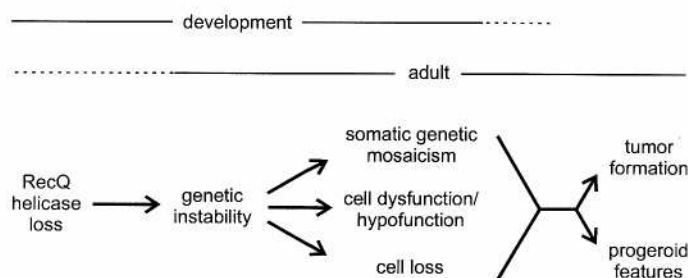 development
adult
RecQ
helicase
loss
genetic
instability
somatic genetic
mosaicism
cell dysfunction/
hypofunction
cell loss
tumor
formation
progeroid
features